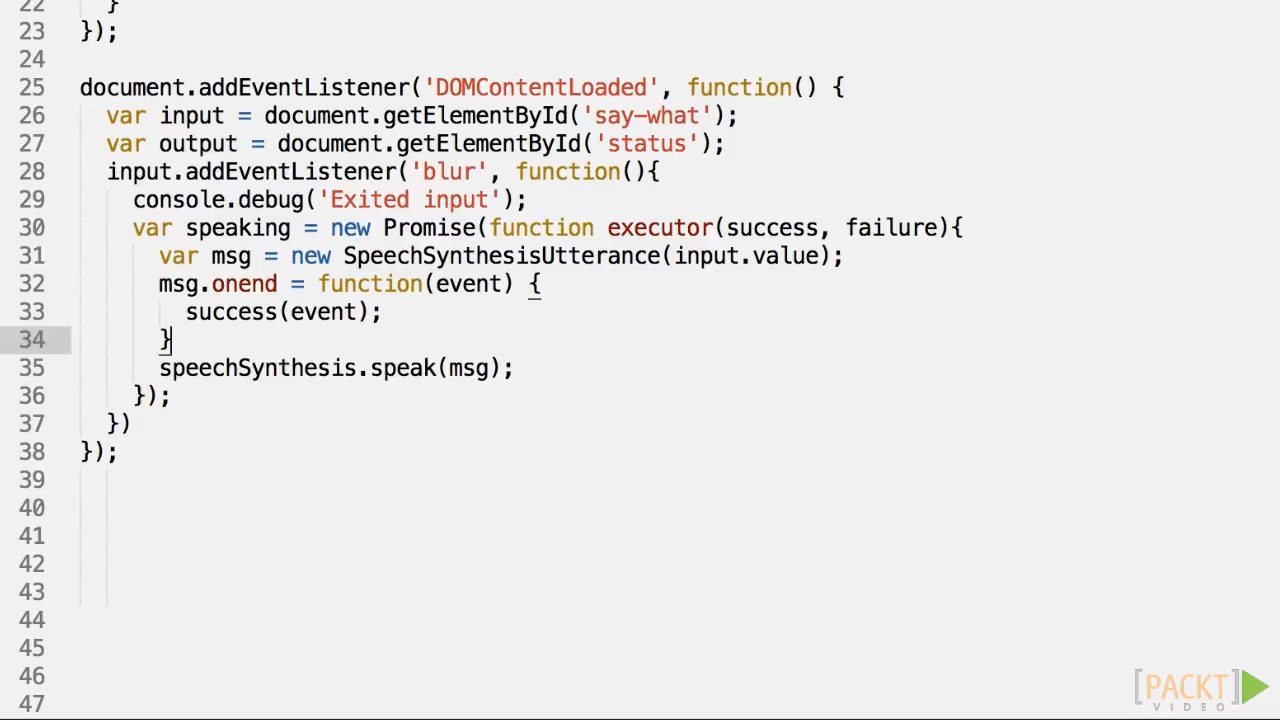 22 }
23 });
24
25 document.addEventListener('DOMContentLoaded', function() {
26 var input = document.getElementById('say-what');
27 var output = document.getElementById('status');
28 input.addEventListener('blur', function(){
29 console.debug('Exited input');
30 var speaking = new Promise(function executor(success, failure){
31 var msg = new SpeechSynthesisUtterance(input.value);
32 msg.onend = function(event) {
33 success(event);
34 }
35 speechSynthesis.speak(msg);
36 });
37 })
38 });
39
40
41
42
43
44
45
46
47
[PACKT]
VIDEO